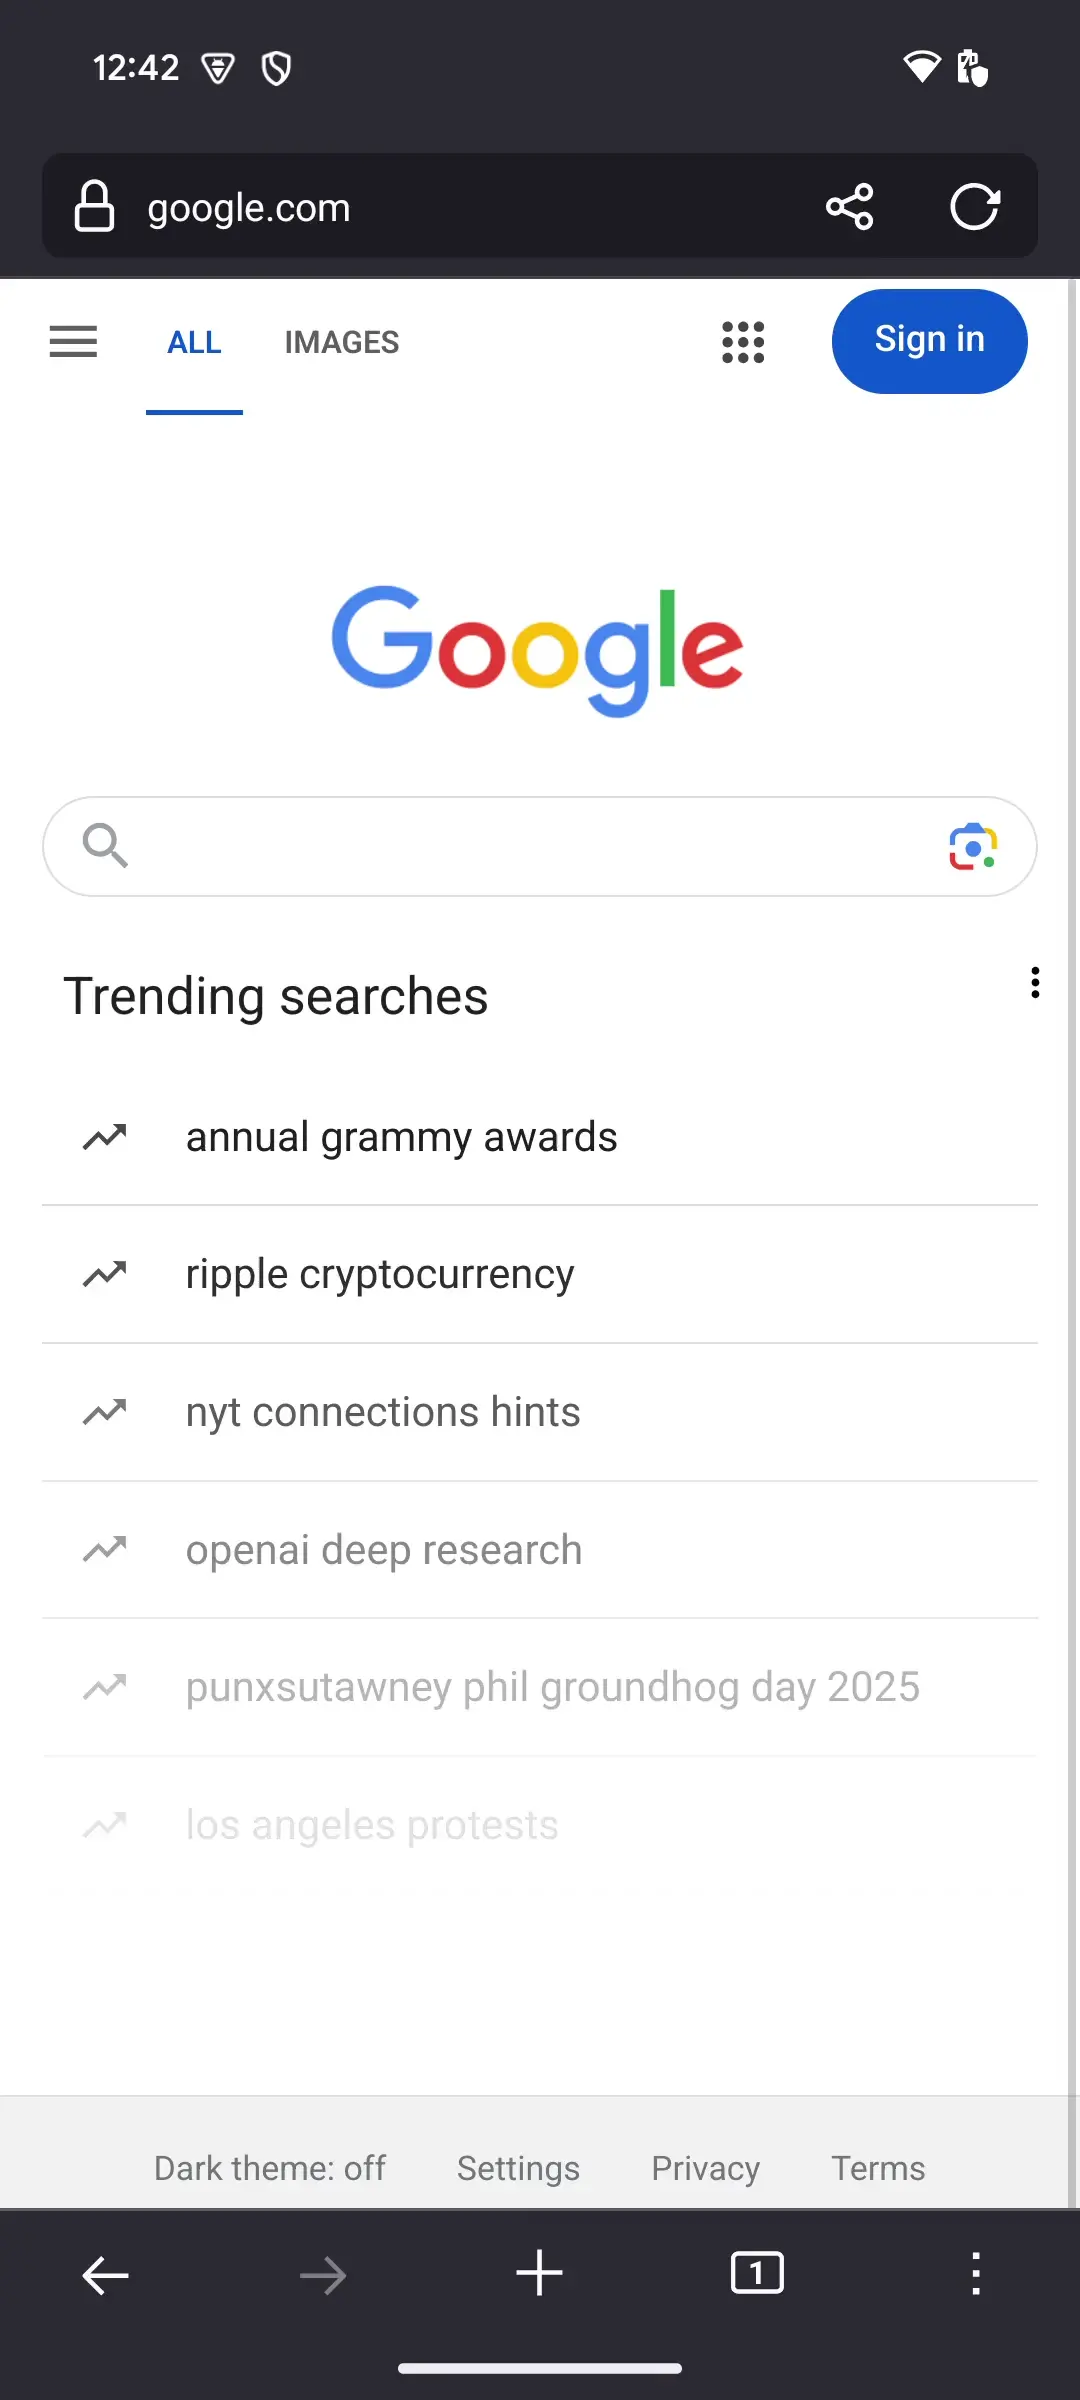 12:42
google.com
ALL IMAGES Sign in
Google
Trending searches
annual grammy awards
ripple cryptocurrency
nyt connections hints
openai deep research
punxsutawney phil groundhog day 2025
los angeles protests
Dark theme: off Settings Privacy Terms
1